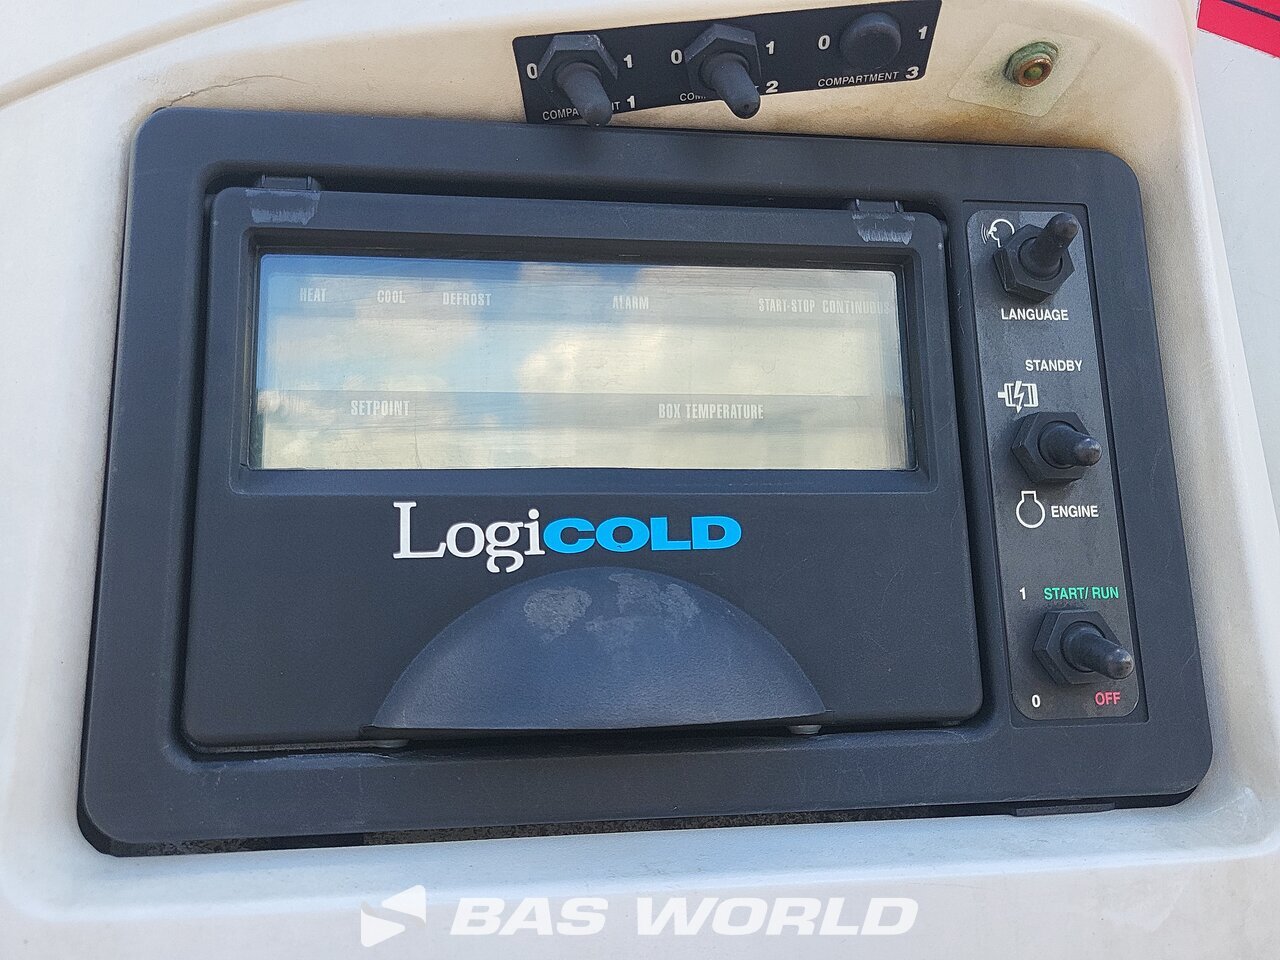 0 1 0 1 0 1
COMPARTMENT 1 2 COMPARTMENT 3
HEAT COOL DEFROST ALARM START-STOP CONTINUOUS
SETPOINT BOX TEMPERATURE
LogiCOLD
LANGUAGE
STANDBY
ENGINE
1 START/RUN
0 OFF
BAS WORLD